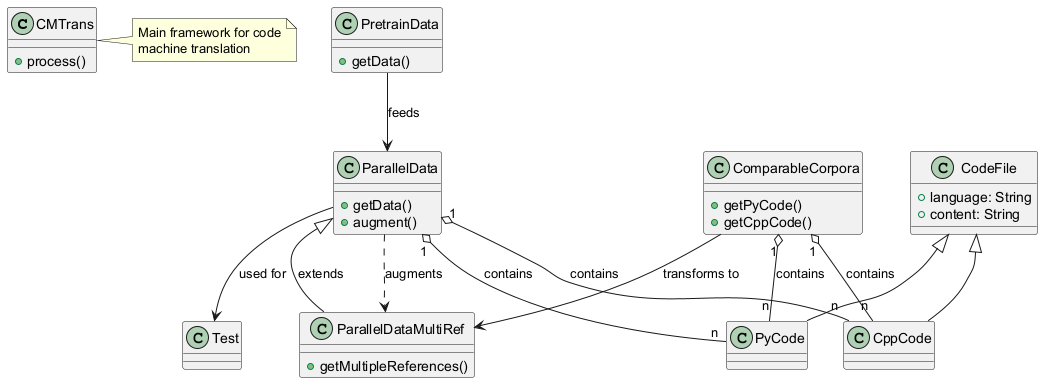 C CMTrans
process()
Main framework for code
machine translation
C PretrainData
getData()
feeds
C ParallelData
getData()
augment()
C ComparableCorpora
getPyCode()
getCppCode()
C CodeFile
language: String
content: String
1
1
1
1
used for
extends
augments
contains
contains
transforms to
contains
contains
n
n
n
n
C Test
C ParallelDataMultiRef
getMultipleReferences()
C PyCode
C CppCode